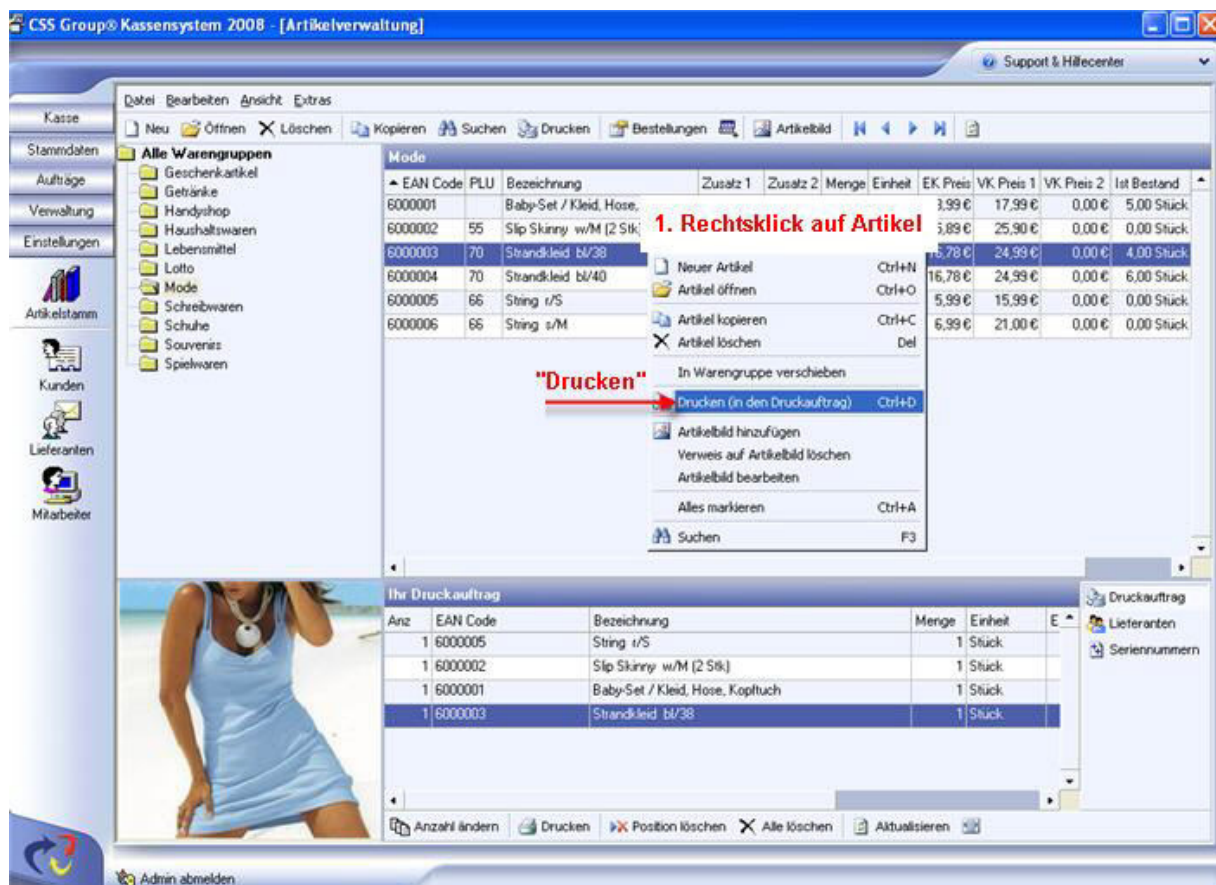 CSS Group® Kassensystem 2008 - [Artikelverwaltung]
Support & Hilfecenter
Datei Bearbeiten Ansicht Extras
Neu Öffnen Löschen Kopieren Suchen Drucken Bestellungen Artikelbild
Kasse
Stammdaten
Aufträge
Verwaltung
Einstellungen
Artikelstamm
Kunden
Lieferanten
Mitarbeiter
Alle Warengruppen
Geschenkartikel
Getränke
Handyshop
Haushaltswaren
Lebensmittel
Lotto
Mode
Schreibwaren
Schuhe
Souvenirs
Spielwaren
Mode
EAN Code PLU Bezeichnung Zusatz 1 Zusatz 2 Menge Einheit EK Preis VK Preis 1 VK Preis 2 Ist Bestand
6000001 Baby-Set / Kleid, Hose, 3,99 € 17,99 € 0,00 € 5,00 Stück
6000002 55 Slip Skinny w/M (2 Stk) 5,89 € 25,90 € 0,00 € 0,00 Stück
6000003 70 Strandkleid bl/38 16,78 € 24,99 € 0,00 € 4,00 Stück
6000004 70 Strandkleid bl/40 16,78 € 24,99 € 0,00 € 6,00 Stück
6000005 66 String r/S 5,99 € 15,99 € 0,00 € 0,00 Stück
6000006 66 String s/M 6,99 € 21,00 € 0,00 € 0,00 Stück
1. Rechtsklick auf Artikel
Neuer Artikel Ctrl+N
Artikel öffnen Ctrl+O
Artikel kopieren Ctrl+C
Artikel löschen Del
In Warengruppe verschieben
"Drucken"
Drucken (in den Druckauftrag) Ctrl+D
Artikelbild hinzufügen
Verweis auf Artikelbild löschen
Artikelbild bearbeiten
Alles markieren Ctrl+A
Suchen F3
Ihr Druckauftrag
Anz EAN Code Bezeichnung Menge Einheit E
1 6000005 String r/S 1 Stück
1 6000002 Slip Skinny w/M (2 Stk) 1 Stück
1 6000001 Baby-Set / Kleid, Hose, Kopftuch 1 Stück
1 6000003 Strandkleid bl/38 1 Stück
Druckauftrag
Lieferanten
Seriennummern
Anzahl ändern Drucken Position löschen Alle löschen Aktualisieren
Admin abmelden